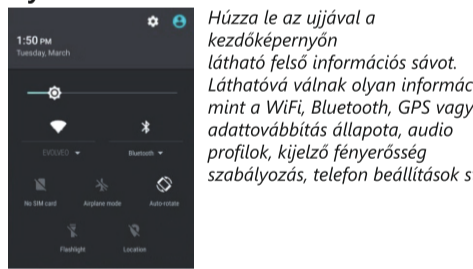 1:50 PM
Tuesday, March
EVOLVEO
Bluetooth
No SIM card
Airplane mode
Auto-rotate
Flashlight
Location
Húzza le az ujjával a
kezdőképernyőn
látható felső információs sávot.
Láthatóvá válnak olyan informác
mint a WiFi, Bluetooth, GPS vagy
adattovábbítás állapota, audio
profilok, kijelző fényerősség
szabályozás, telefon beállítások